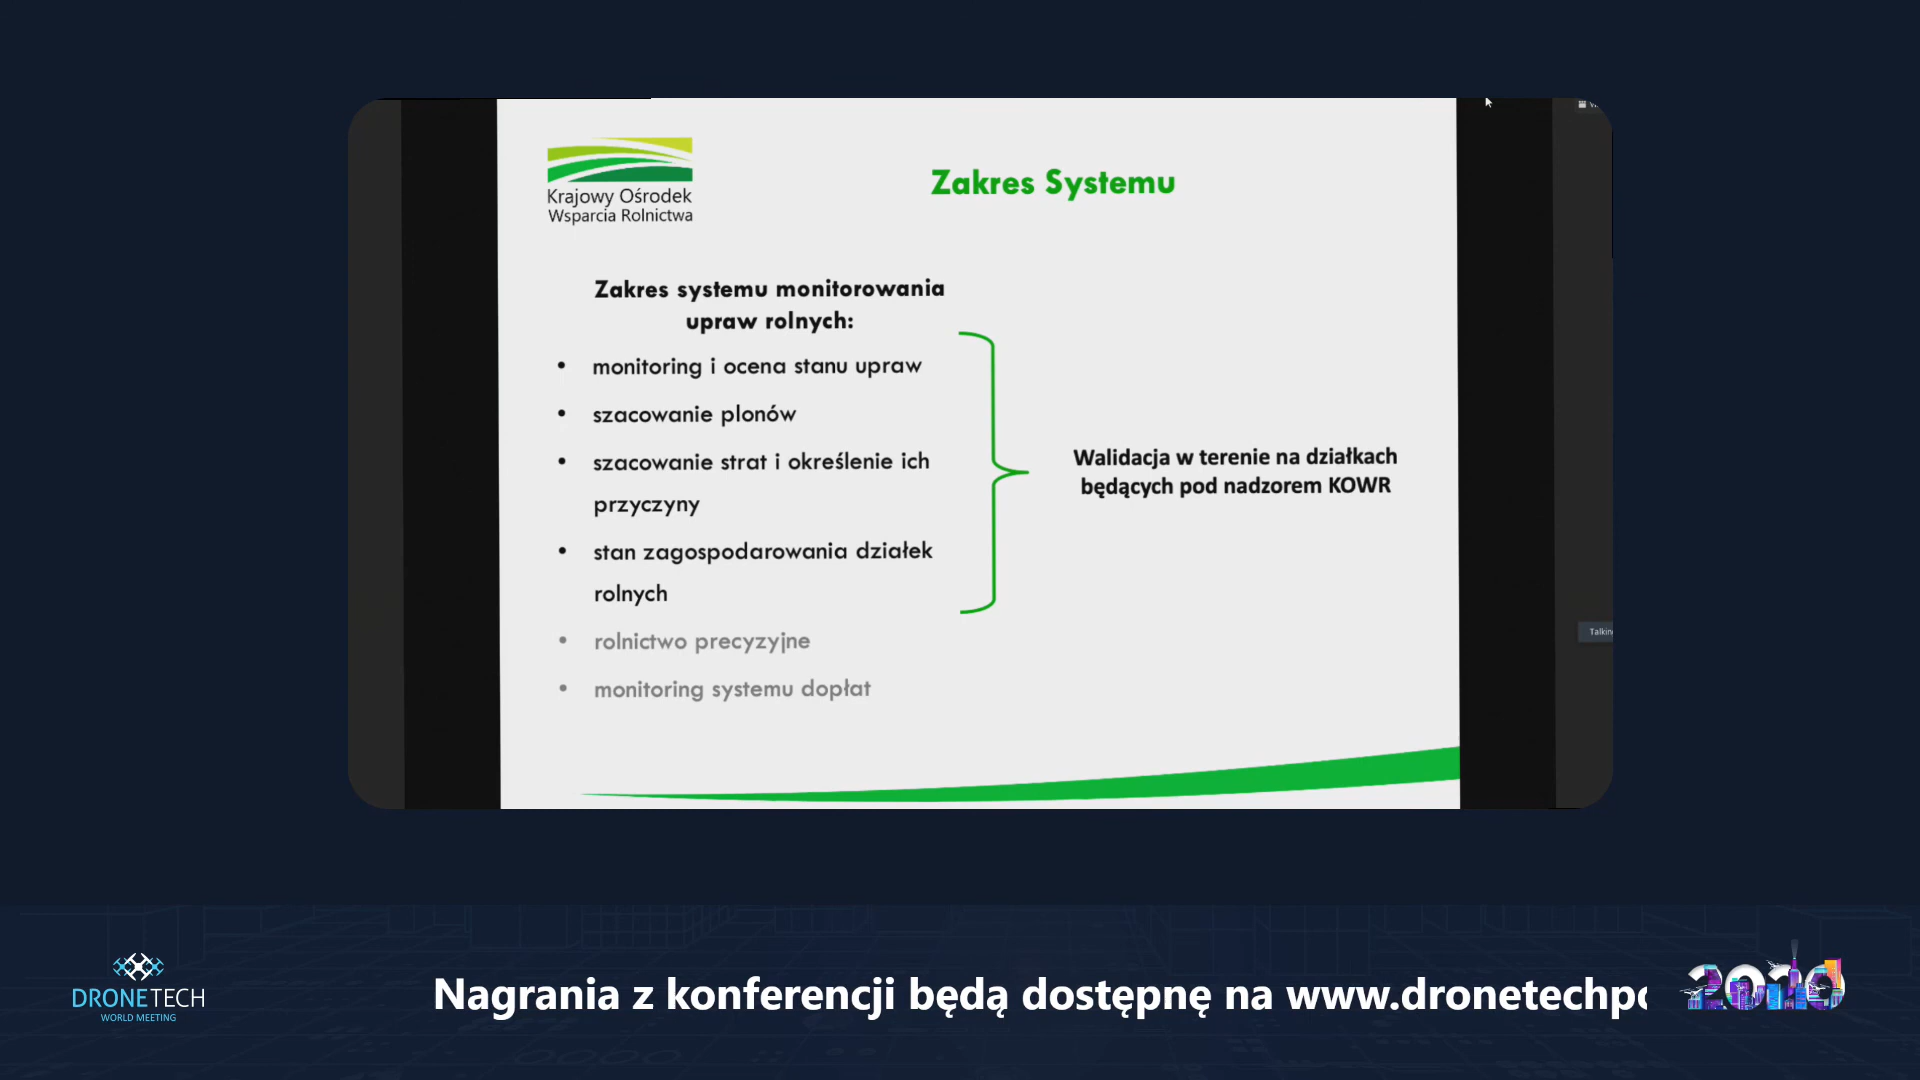 Krajowy Ośrodek
Wsparcia Rolnictwa
Zakres Systemu
Zakres systemu monitorowania
upraw rolnych:
• monitoring i ocena stanu upraw
• szacowanie plonów
• szacowanie strat i określenie ich
przyczyny
• stan zagospodarowania działek
rolnych
• rolnictwo precyzyjne
• monitoring systemu dopłat
Walidacja w terenie na działkach
będących pod nadzorem KOWR
DRONETECH
WORLD MEETING
Nagrania z konferencji będą dostępnę na www.dronetechpo
2020